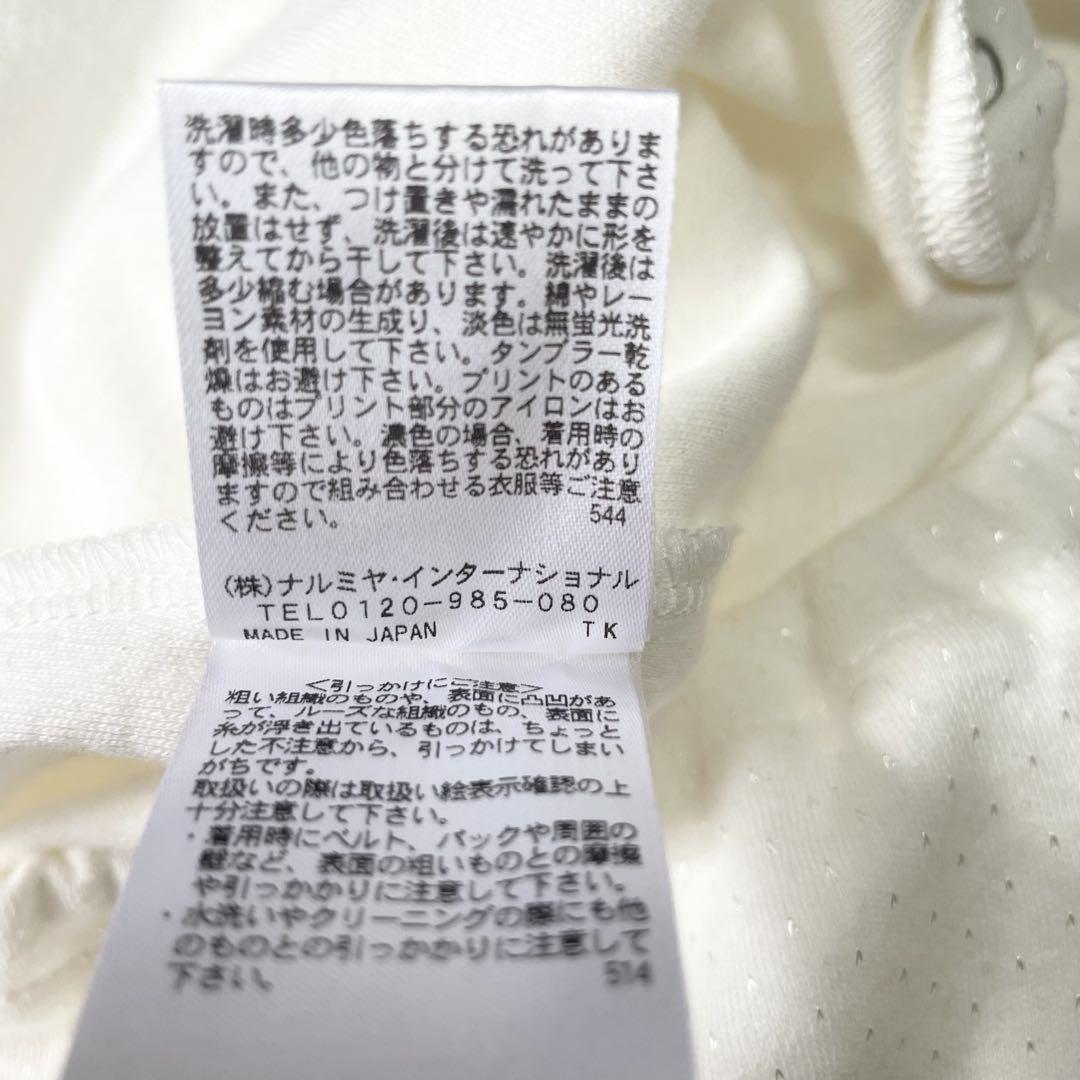 洗濯時多少色落ちする恐れがありま
すので、他の物と分けて洗って下さ
い。また、つけ置きや濡れたままの
放置はせず、洗濯後は速やかに形を
整えてから干して下さい。洗濯後は
多少縮む場合があります。綿やレー
ヨン素材の生成り、淡色は無蛍光洗
剤を使用して下さい。タンブラー乾
燥はお避け下さい。プリントのある
ものはプリント部分のアイロンはお
避け下さい。濃色の場合、着用時の
摩擦等により色落ちする恐れがあり
ますので組み合わせる衣服等ご注意
ください。 544
(株)ナルミヤ・インターナショナル
TEL0120-985-080
MADE IN JAPAN TK
<引っかけにご注意>
粗い組織のものや、表面に凸凹があ
って、ルーズな組織のもの、表面に
糸が浮き出ているものは、ちょっと
した不注意から、引っかけてしまい
がちです。
取扱いの際は取扱い絵表示確認の上
十分注意して下さい。
・着用時にベルト、バックや周囲の
壁など、表面の粗いものとの摩擦
や引っかかりに注意して下さい。
・水洗いやクリーニングの際にも他
のものとの引っかかりに注意して
下さい。 514